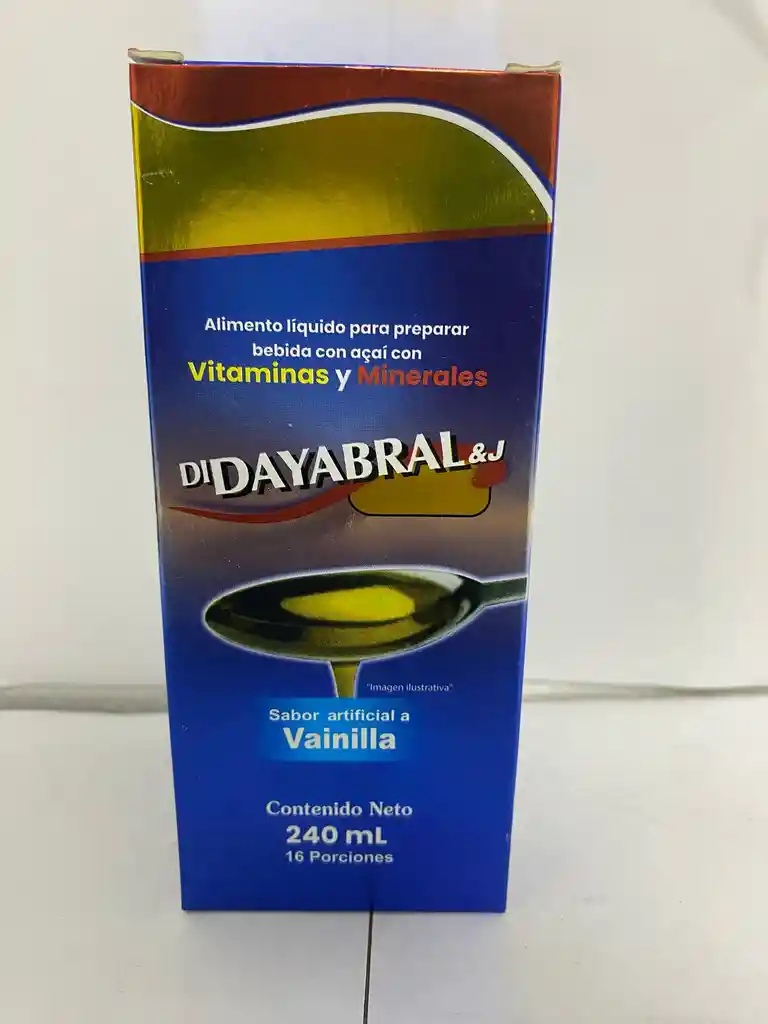 Alimento líquido para preparar
bebida con açaí con
Vitaminas y Minerales
DI DAYABRAL &J
"Imagen ilustrativa"
Sabor artificial a
Vainilla
Contenido Neto
240 mL
16 Porciones